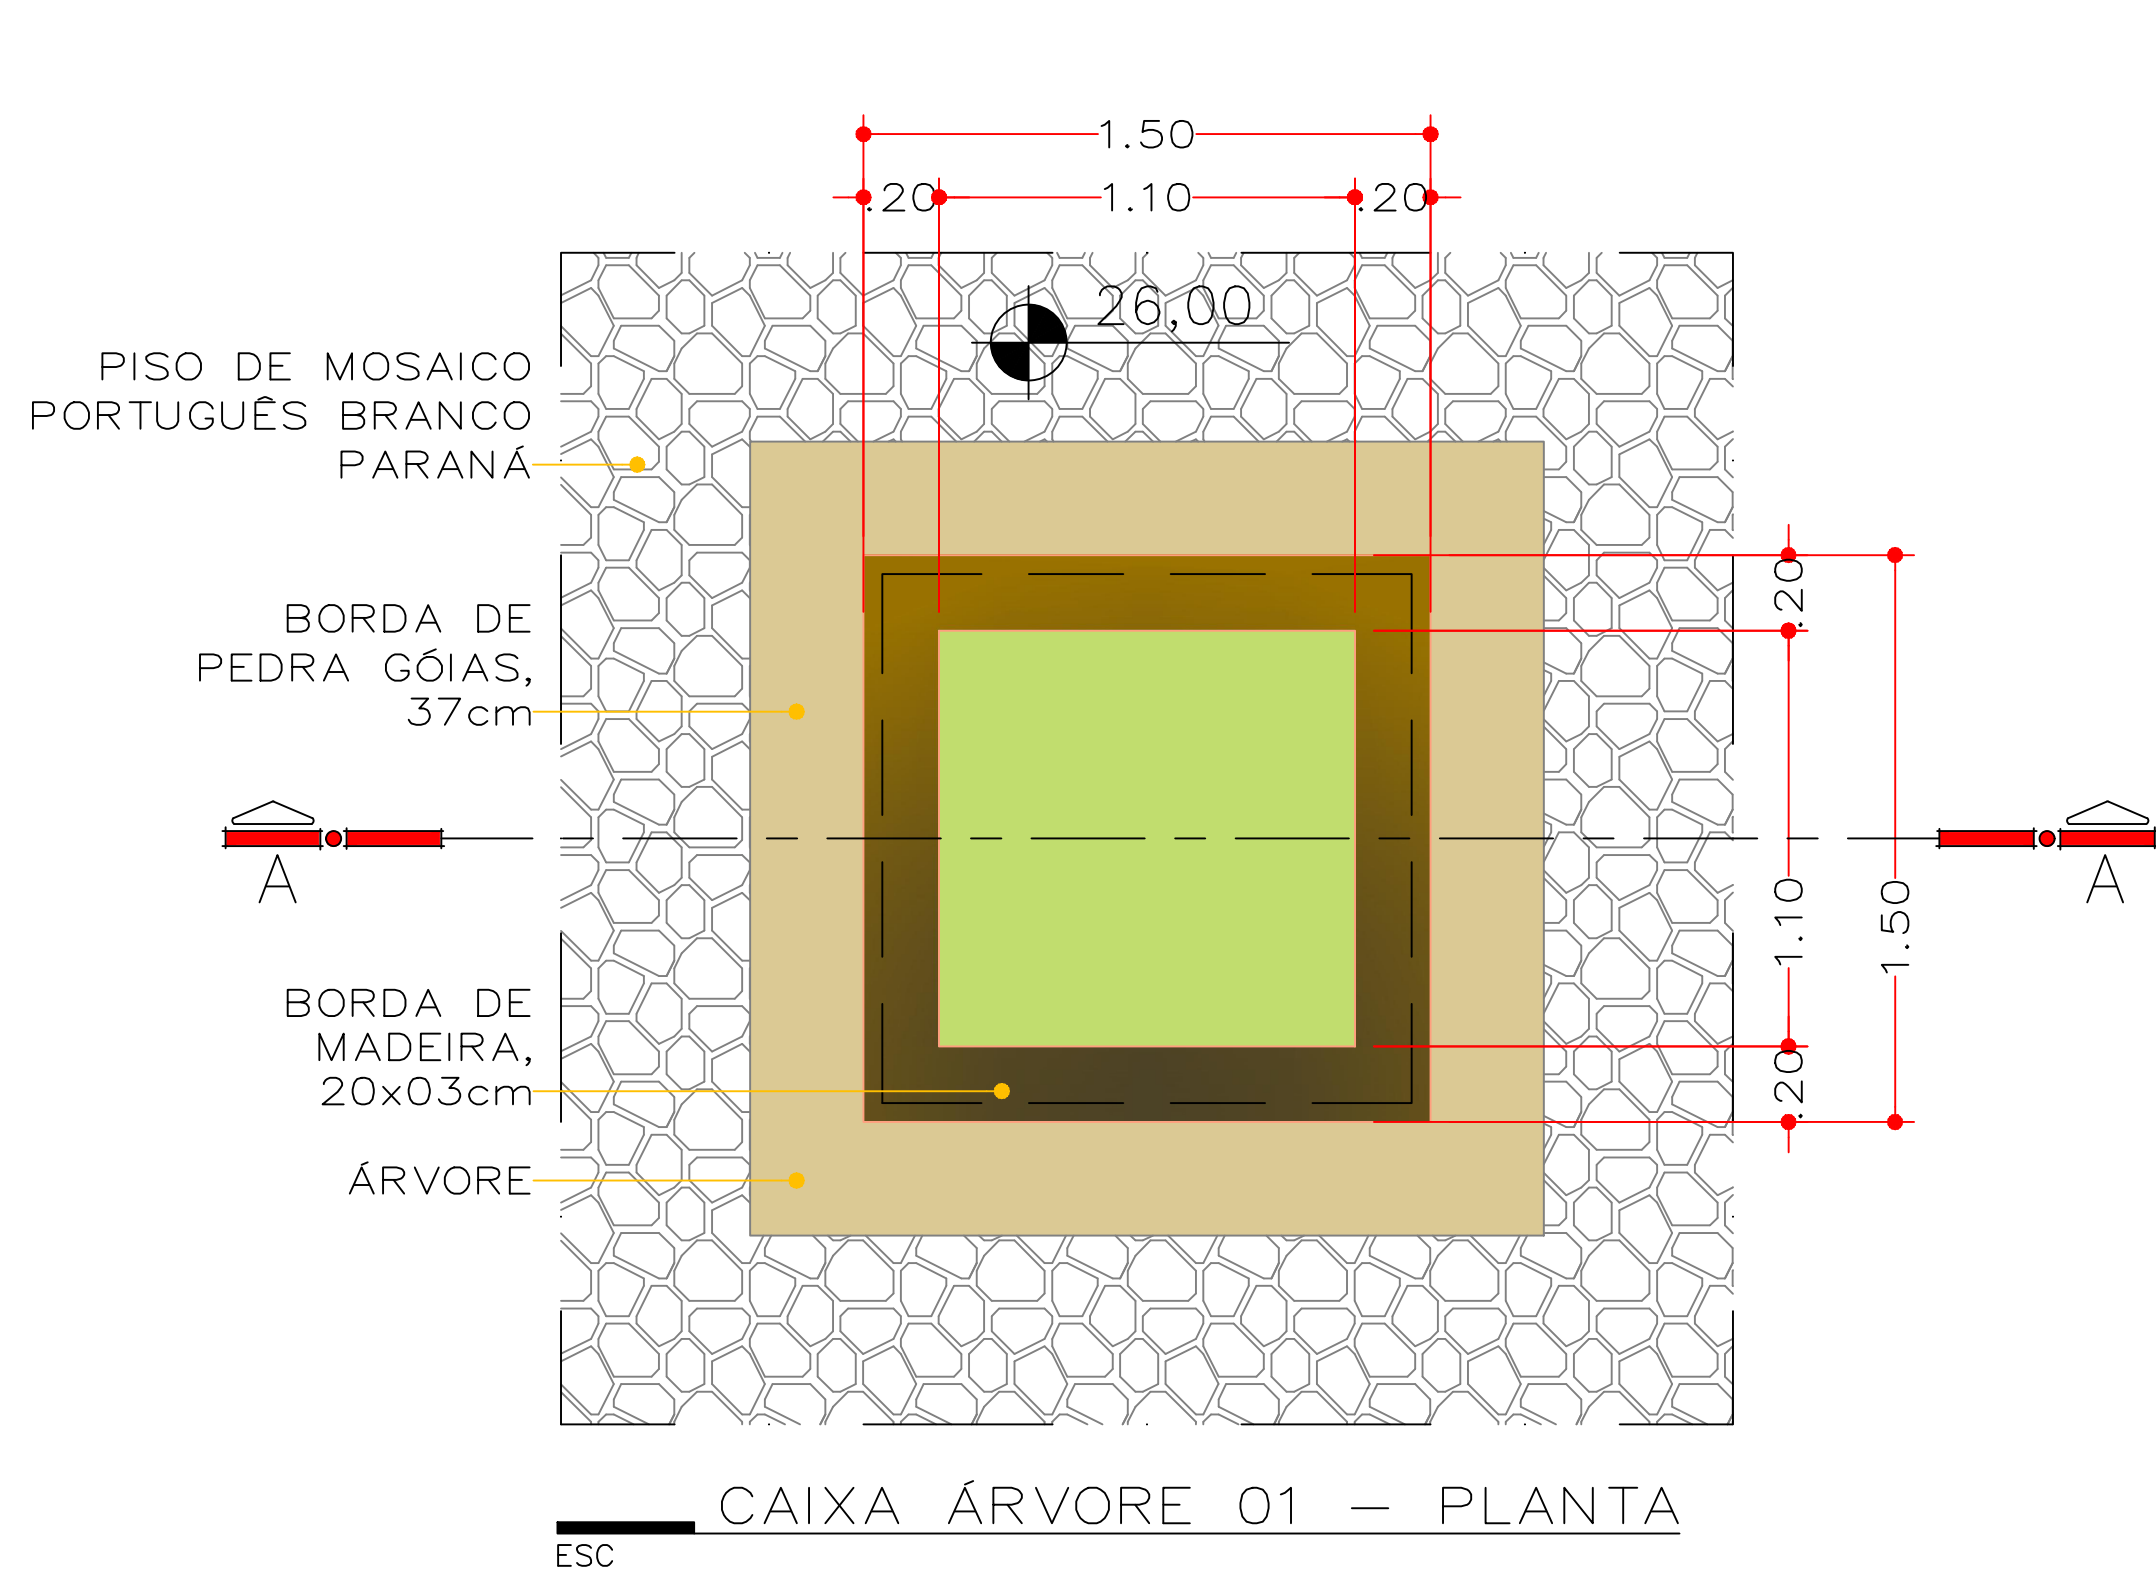 1.50
.20 1.10 .20
26,00
PISO DE MOSAICO
PORTUGUÊS BRANCO
PARANÁ
BORDA DE
PEDRA GÓIAS,
37cm
.20
1.10
1.50
.20
A
A
BORDA DE
MADEIRA,
20x03cm
ÁRVORE
CAIXA ÁRVORE 01 - PLANTA
ESC